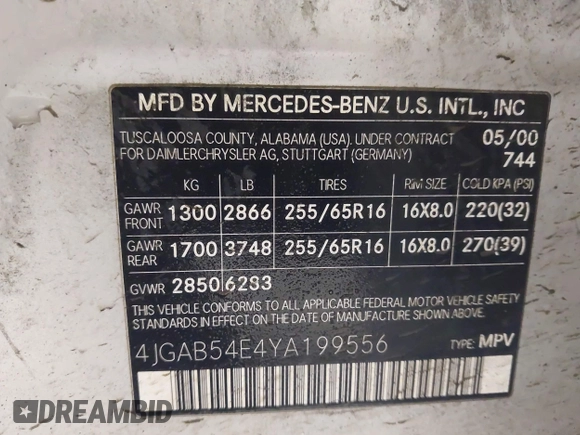 MFD BY MERCEDES-BENZ U.S. INTL., INC
TUSCALOOSA COUNTY, ALABAMA (USA). UNDER CONTRACT 05/00
FOR DAIMLERCHRYSLER AG, STUTTGART (GERMANY) 744
KG LB TIRES RIM SIZE COLD KPA (PSI)
GAWR FRONT 1300 2866 255/65R16 16X8.0 220(32)
GAWR REAR 1700 3748 255/65R16 16X8.0 270(39)
GVWR 2850 6283
THIS VEHICLE CONFORMS TO ALL APPLICABLE FEDERAL MOTOR VEHICLE SAFETY
STANDARDS IN EFFECT ON THE DATE OF MANUFACTURE SHOWN ABOVE.
4JGAB54E4YA199556 TYPE: MPV
DREAMBID